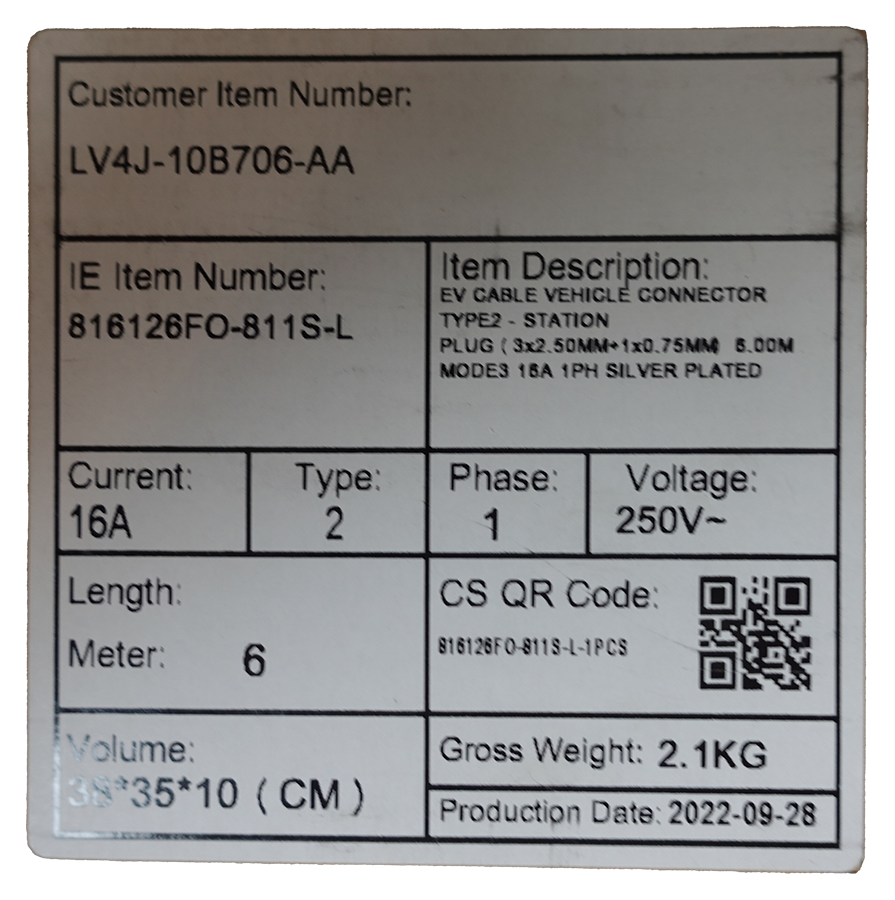 Customer Item Number:
LV4J-10B706-AA
IE Item Number:
816126FO-811S-L
Item Description:
EV CABLE VEHICLE CONNECTOR
TYPE2 - STATION
PLUG ( 3x2.50MM+1x0.75MM) 6.00M
MODE3 16A 1PH SILVER PLATED
Current:
16A
Type:
2
Phase:
1
Voltage:
250V~
Length:
Meter: 6
CS QR Code:
816126FO-811S-L-1PCS
Volume:
*35*10 ( CM )
Gross Weight: 2.1KG
Production Date: 2022-09-28